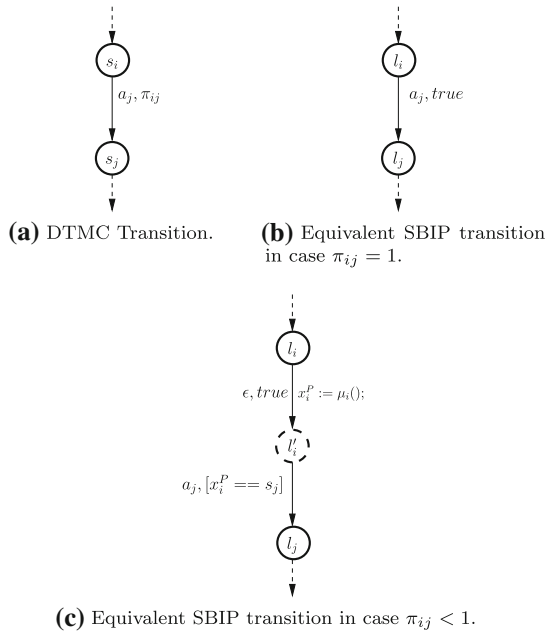 s_i
l_i
a_j, π_ij
a_j, true
s_j
l_j
(a) DTMC Transition.
(b) Equivalent SBIP transition
in case π_ij = 1.
l_i
ϵ, true x_i^P := μ_i();
l'_i
a_j, [x_i^P == s_j]
l_j
(c) Equivalent SBIP transition in case π_ij < 1.